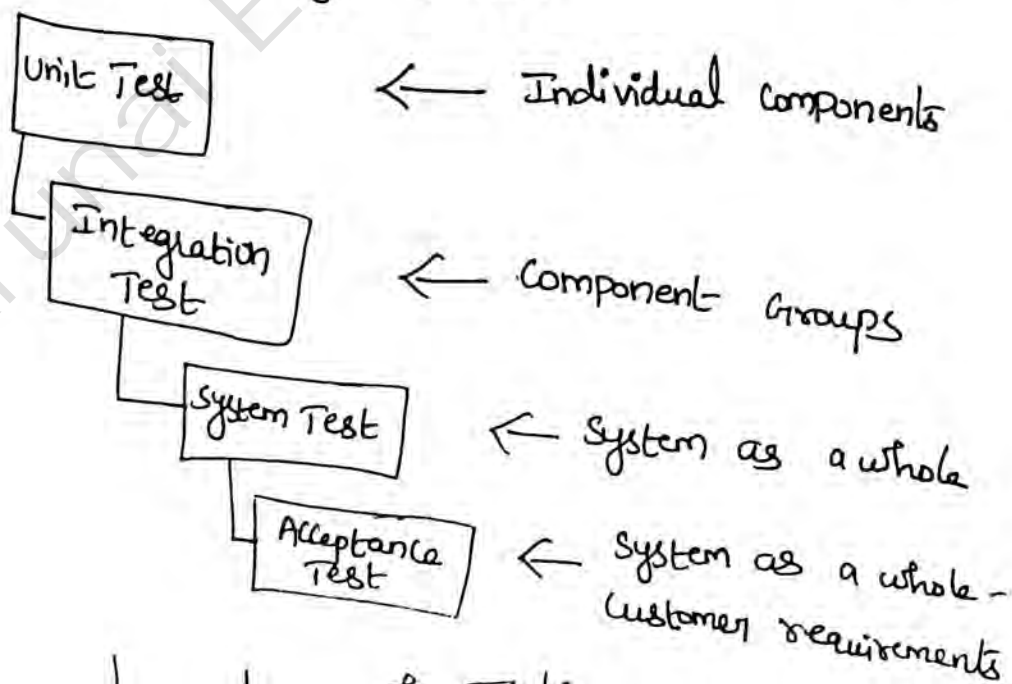 Unit Test
← Individual components
Integration
Test
← Component Groups
System Test
← System as a whole
Acceptance
Test
← System as a whole -
customer requirements